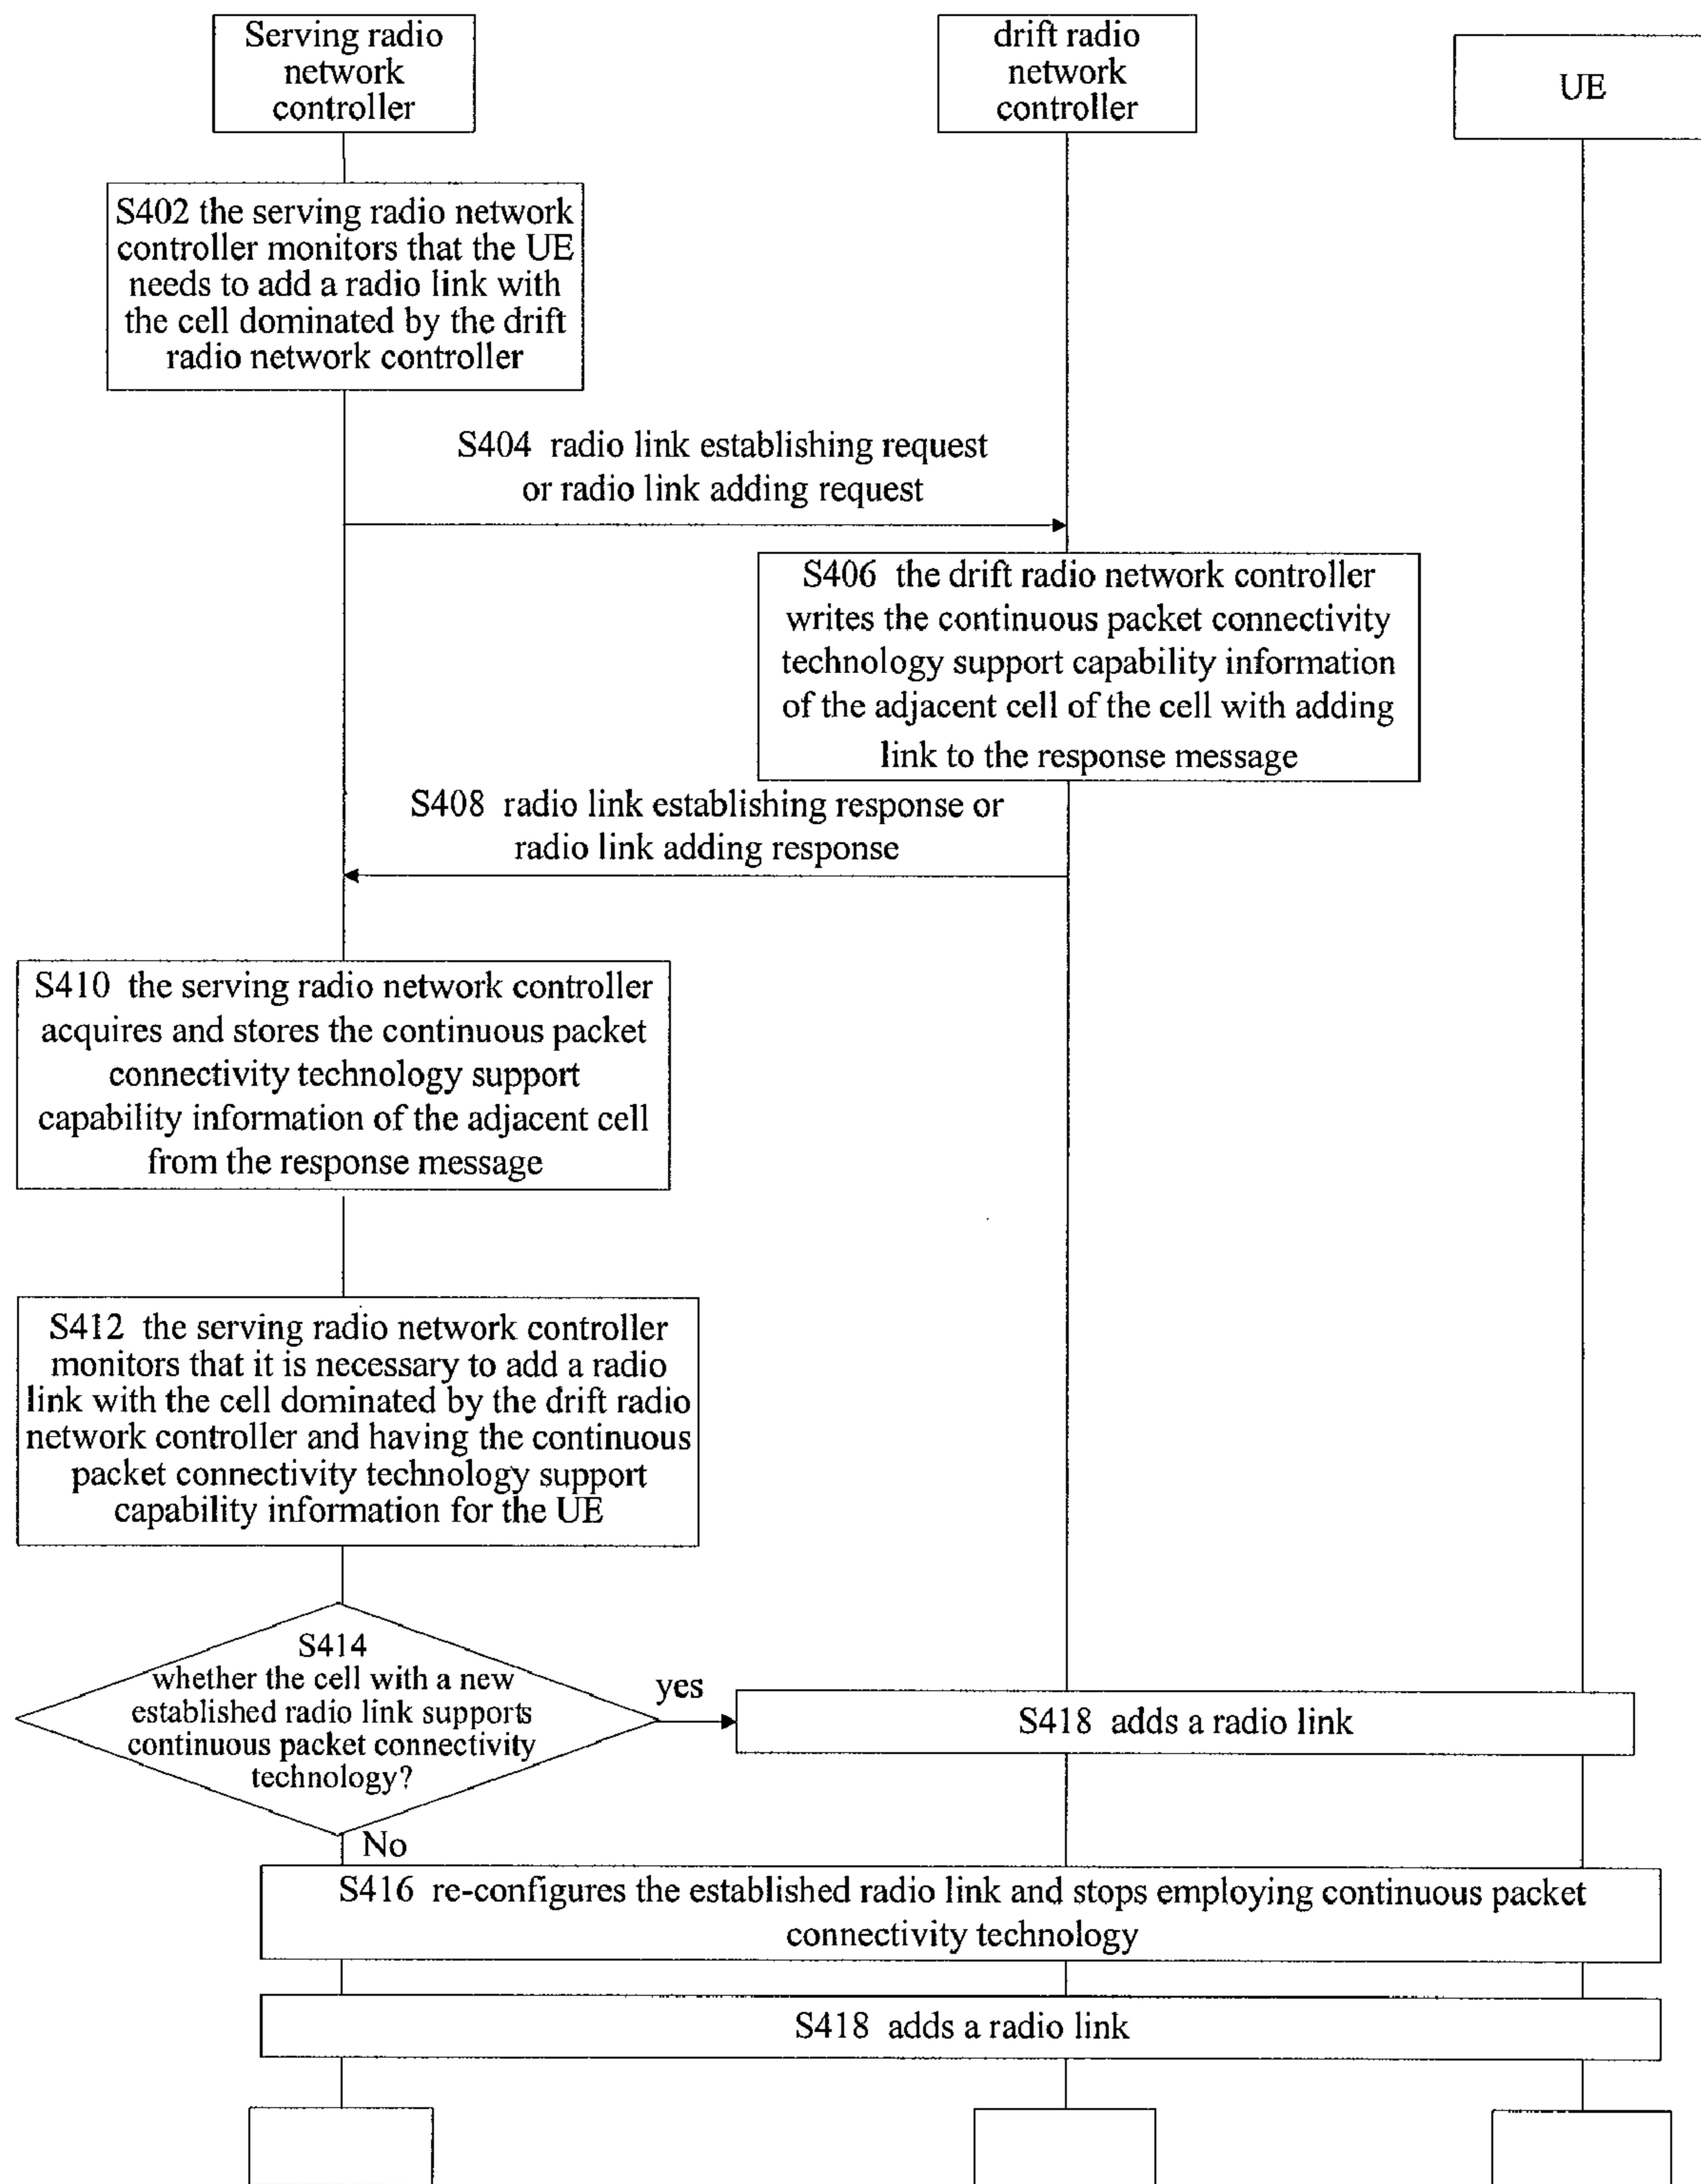 Serving radio
network
controller
drift radio
network
controller
UE
S402 the serving radio network
controller monitors that the UE
needs to add a radio link with
the cell dominated by the drift
radio network controller
S404 radio link establishing request
or radio link adding request
S406 the drift radio network controller
writes the continuous packet connectivity
technology support capability information
of the adjacent cell of the cell with adding
link to the response message
S408 radio link establishing response or
radio link adding response
S410 the serving radio network controller
acquires and stores the continuous packet
connectivity technology support
capability information of the adjacent cell
from the response message
S412 the serving radio network controller
monitors that it is necessary to add a radio
link with the cell dominated by the drift radio
network controller and having the continuous
packet connectivity technology support
capability information for the UE
S414
whether the cell with a new
established radio link supports
continuous packet connectivity
technology?
yes
S418 adds a radio link
No
S416 re-configures the established radio link and stops employing continuous packet
connectivity technology
S418 adds a radio link